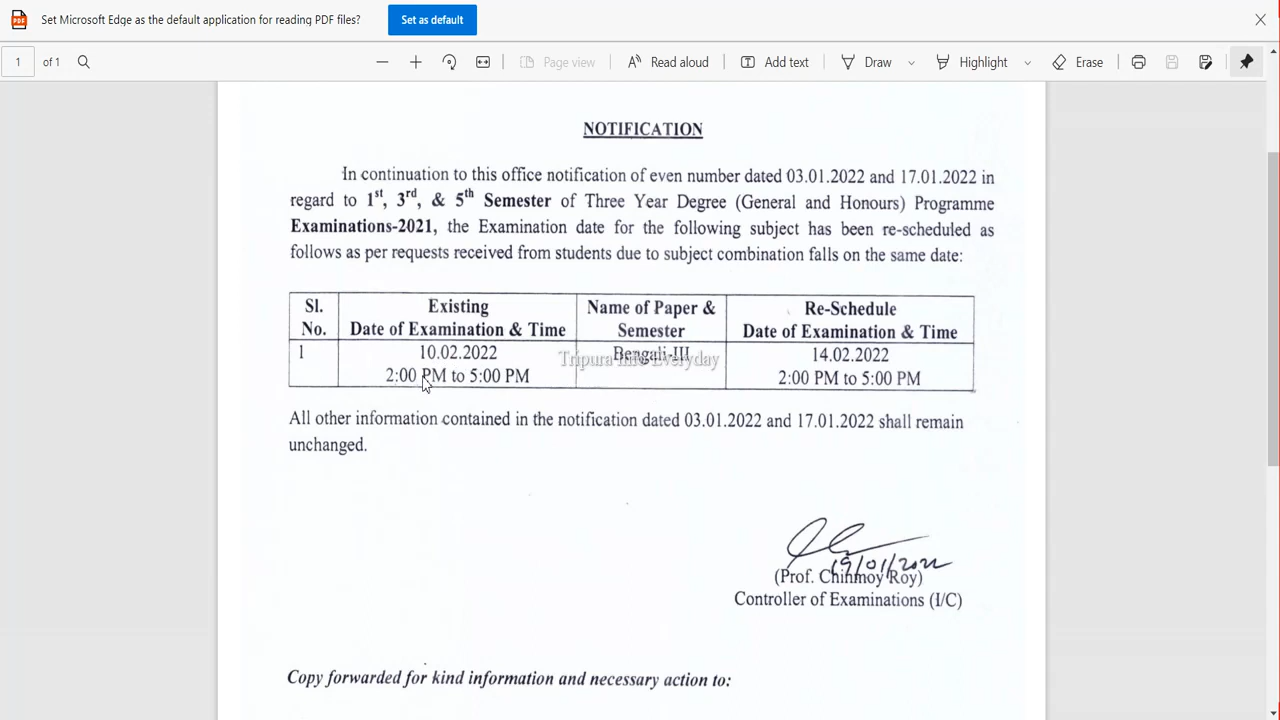 Set Microsoft Edge as the default application for reading PDF files?
Set as default
1 of 1
Page view
Read aloud
Add text
Draw
Highlight
Erase
NOTIFICATION
In continuation to this office notification of even number dated 03.01.2022 and 17.01.2022 in
regard to 1st, 3rd, & 5th Semester of Three Year Degree (General and Honours) Programme
Examinations-2021, the Examination date for the following subject has been re-scheduled as
follows as per requests received from students due to subject combination falls on the same date:
Sl. No.
Existing Date of Examination & Time
Name of Paper & Semester
Re-Schedule Date of Examination & Time
1
10.02.2022
2:00 PM to 5:00 PM
Bengali-III
14.02.2022
2:00 PM to 5:00 PM
Tripura Info Everyday
All other information contained in the notification dated 03.01.2022 and 17.01.2022 shall remain
unchanged.
19/01/2022
(Prof. Chinmoy Roy)
Controller of Examinations (I/C)
Copy forwarded for kind information and necessary action to: